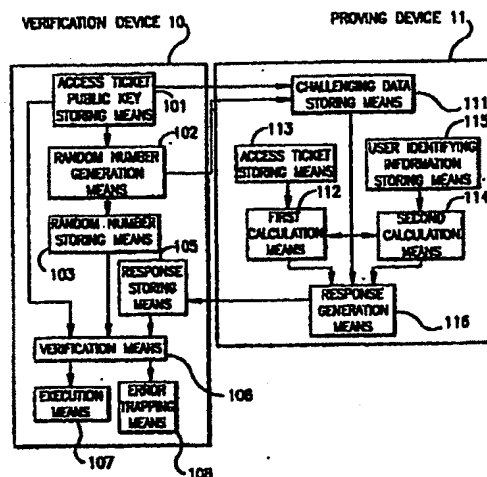 VERIFICATION DEVICE 10
PROVING DEVICE 11
ACCESS TICKET
PUBLIC KEY
STORING MEANS
101
RANDOM NUMBER
GENERATION
MEANS
102
RANDOM NUMBER
STORING MEANS
103
105
RESPONSE
STORING
MEANS
VERIFICATION MEANS
106
EXECUTION
MEANS
107
ERROR
TRAPPING
MEANS
108
CHALLENGING DATA
STORING MEANS
111
113
ACCESS TICKET
STORING MEANS
115
USER IDENTIFYING
INFORMATION
STORING MEANS
112
FIRST
CALCULATION
MEANS
114
SECOND
CALCULATION
MEANS
RESPONSE
GENERATION
MEANS
116